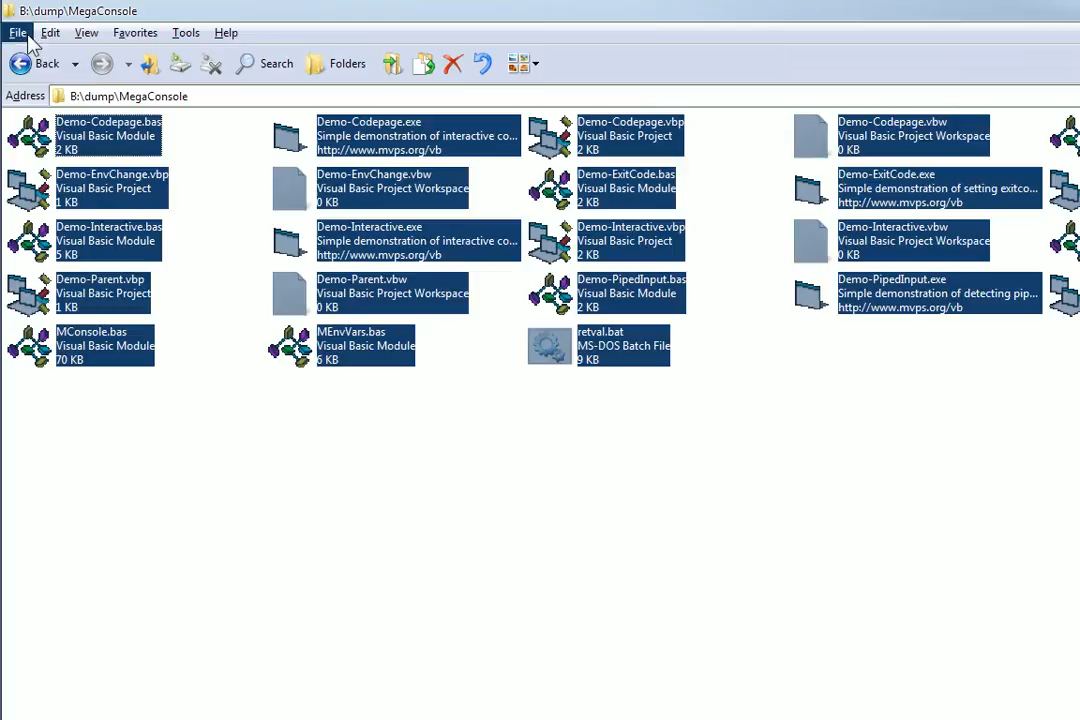 B:\dump\MegaConsole
File Edit View Favorites Tools Help
Back Search Folders
Address B:\dump\MegaConsole
Demo-Codepage.bas
Visual Basic Module
2 KB
Demo-Codepage.exe
Simple demonstration of interactive co...
http://www.mvps.org/vb
Demo-Codepage.vbp
Visual Basic Project
2 KB
Demo-Codepage.vbw
Visual Basic Project Workspace
0 KB
Demo-EnvChange.vbp
Visual Basic Project
1 KB
Demo-EnvChange.vbw
Visual Basic Project Workspace
0 KB
Demo-ExitCode.bas
Visual Basic Module
2 KB
Demo-ExitCode.exe
Simple demonstration of setting exitco...
http://www.mvps.org/vb
Demo-Interactive.bas
Visual Basic Module
5 KB
Demo-Interactive.exe
Simple demonstration of interactive co...
http://www.mvps.org/vb
Demo-Interactive.vbp
Visual Basic Project
2 KB
Demo-Interactive.vbw
Visual Basic Project Workspace
0 KB
Demo-Parent.vbp
Visual Basic Project
1 KB
Demo-Parent.vbw
Visual Basic Project Workspace
0 KB
Demo-PipedInput.bas
Visual Basic Module
2 KB
Demo-PipedInput.exe
Simple demonstration of detecting pip...
http://www.mvps.org/vb
MConsole.bas
Visual Basic Module
70 KB
MEnvVars.bas
Visual Basic Module
6 KB
retval.bat
MS-DOS Batch File
9 KB